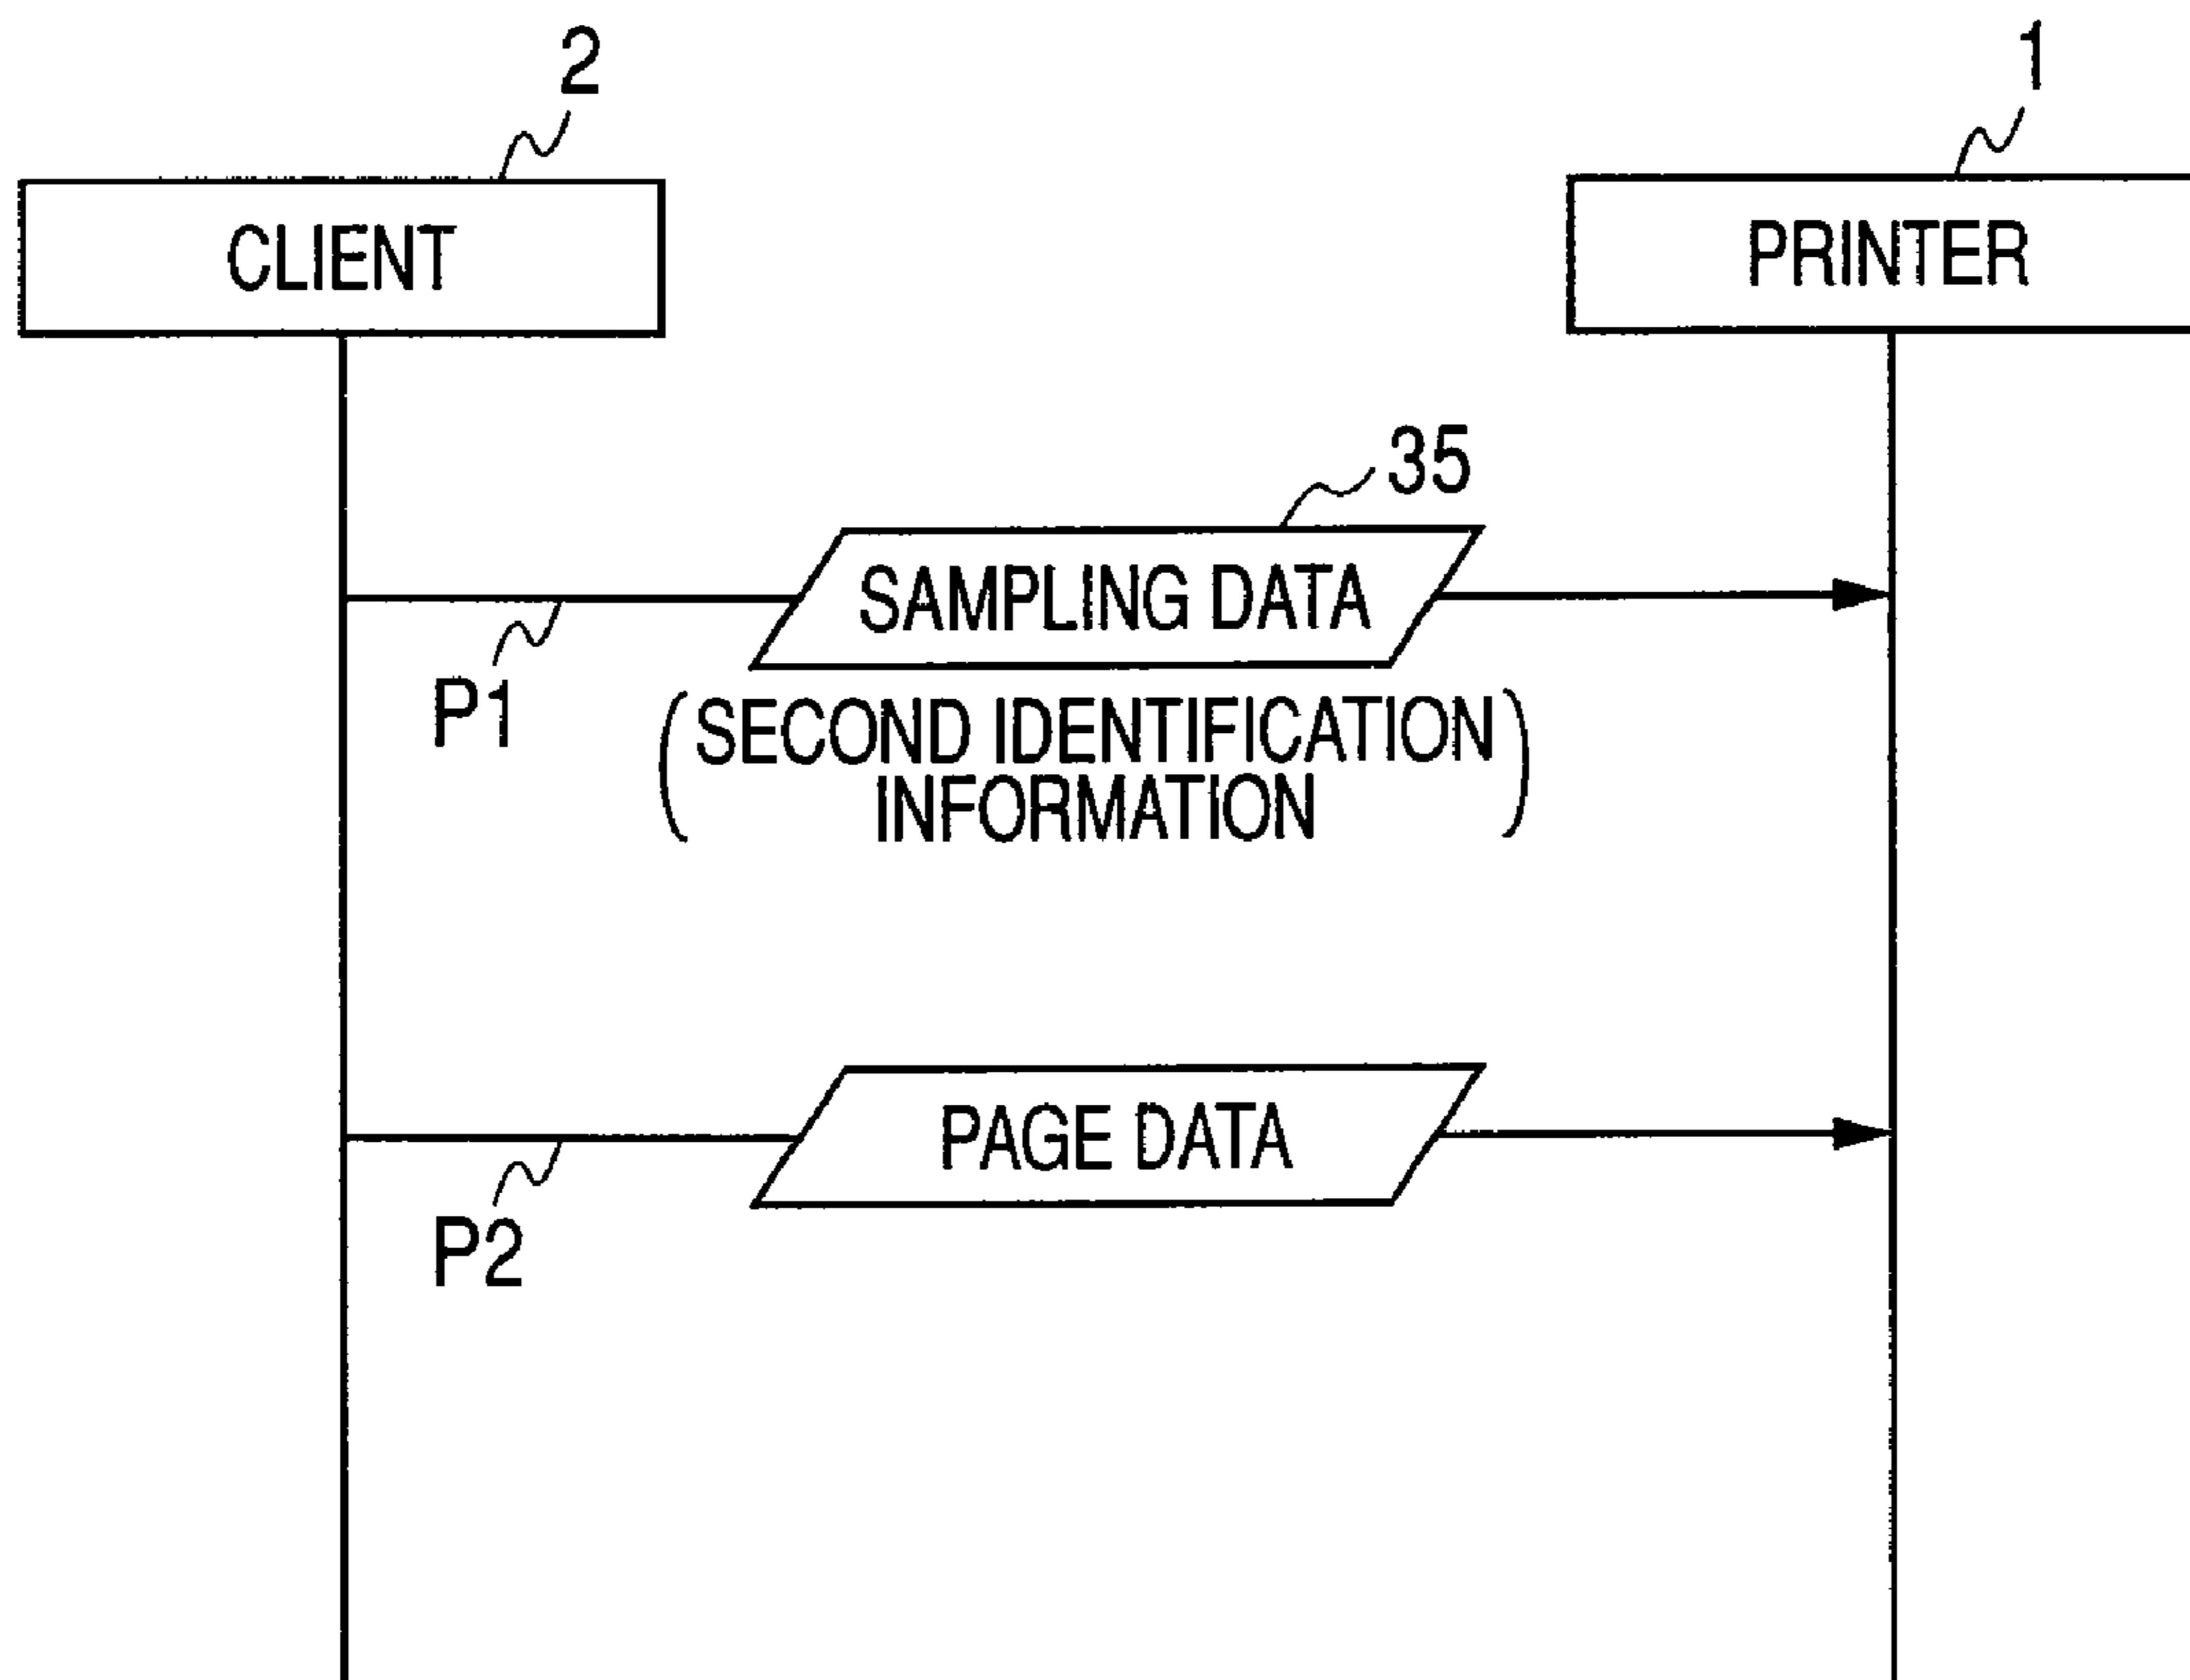 2
1
CLIENT
PRINTER
35
SAMPLING DATA
P1
(SECOND IDENTIFICATION
INFORMATION)
PAGE DATA
P2